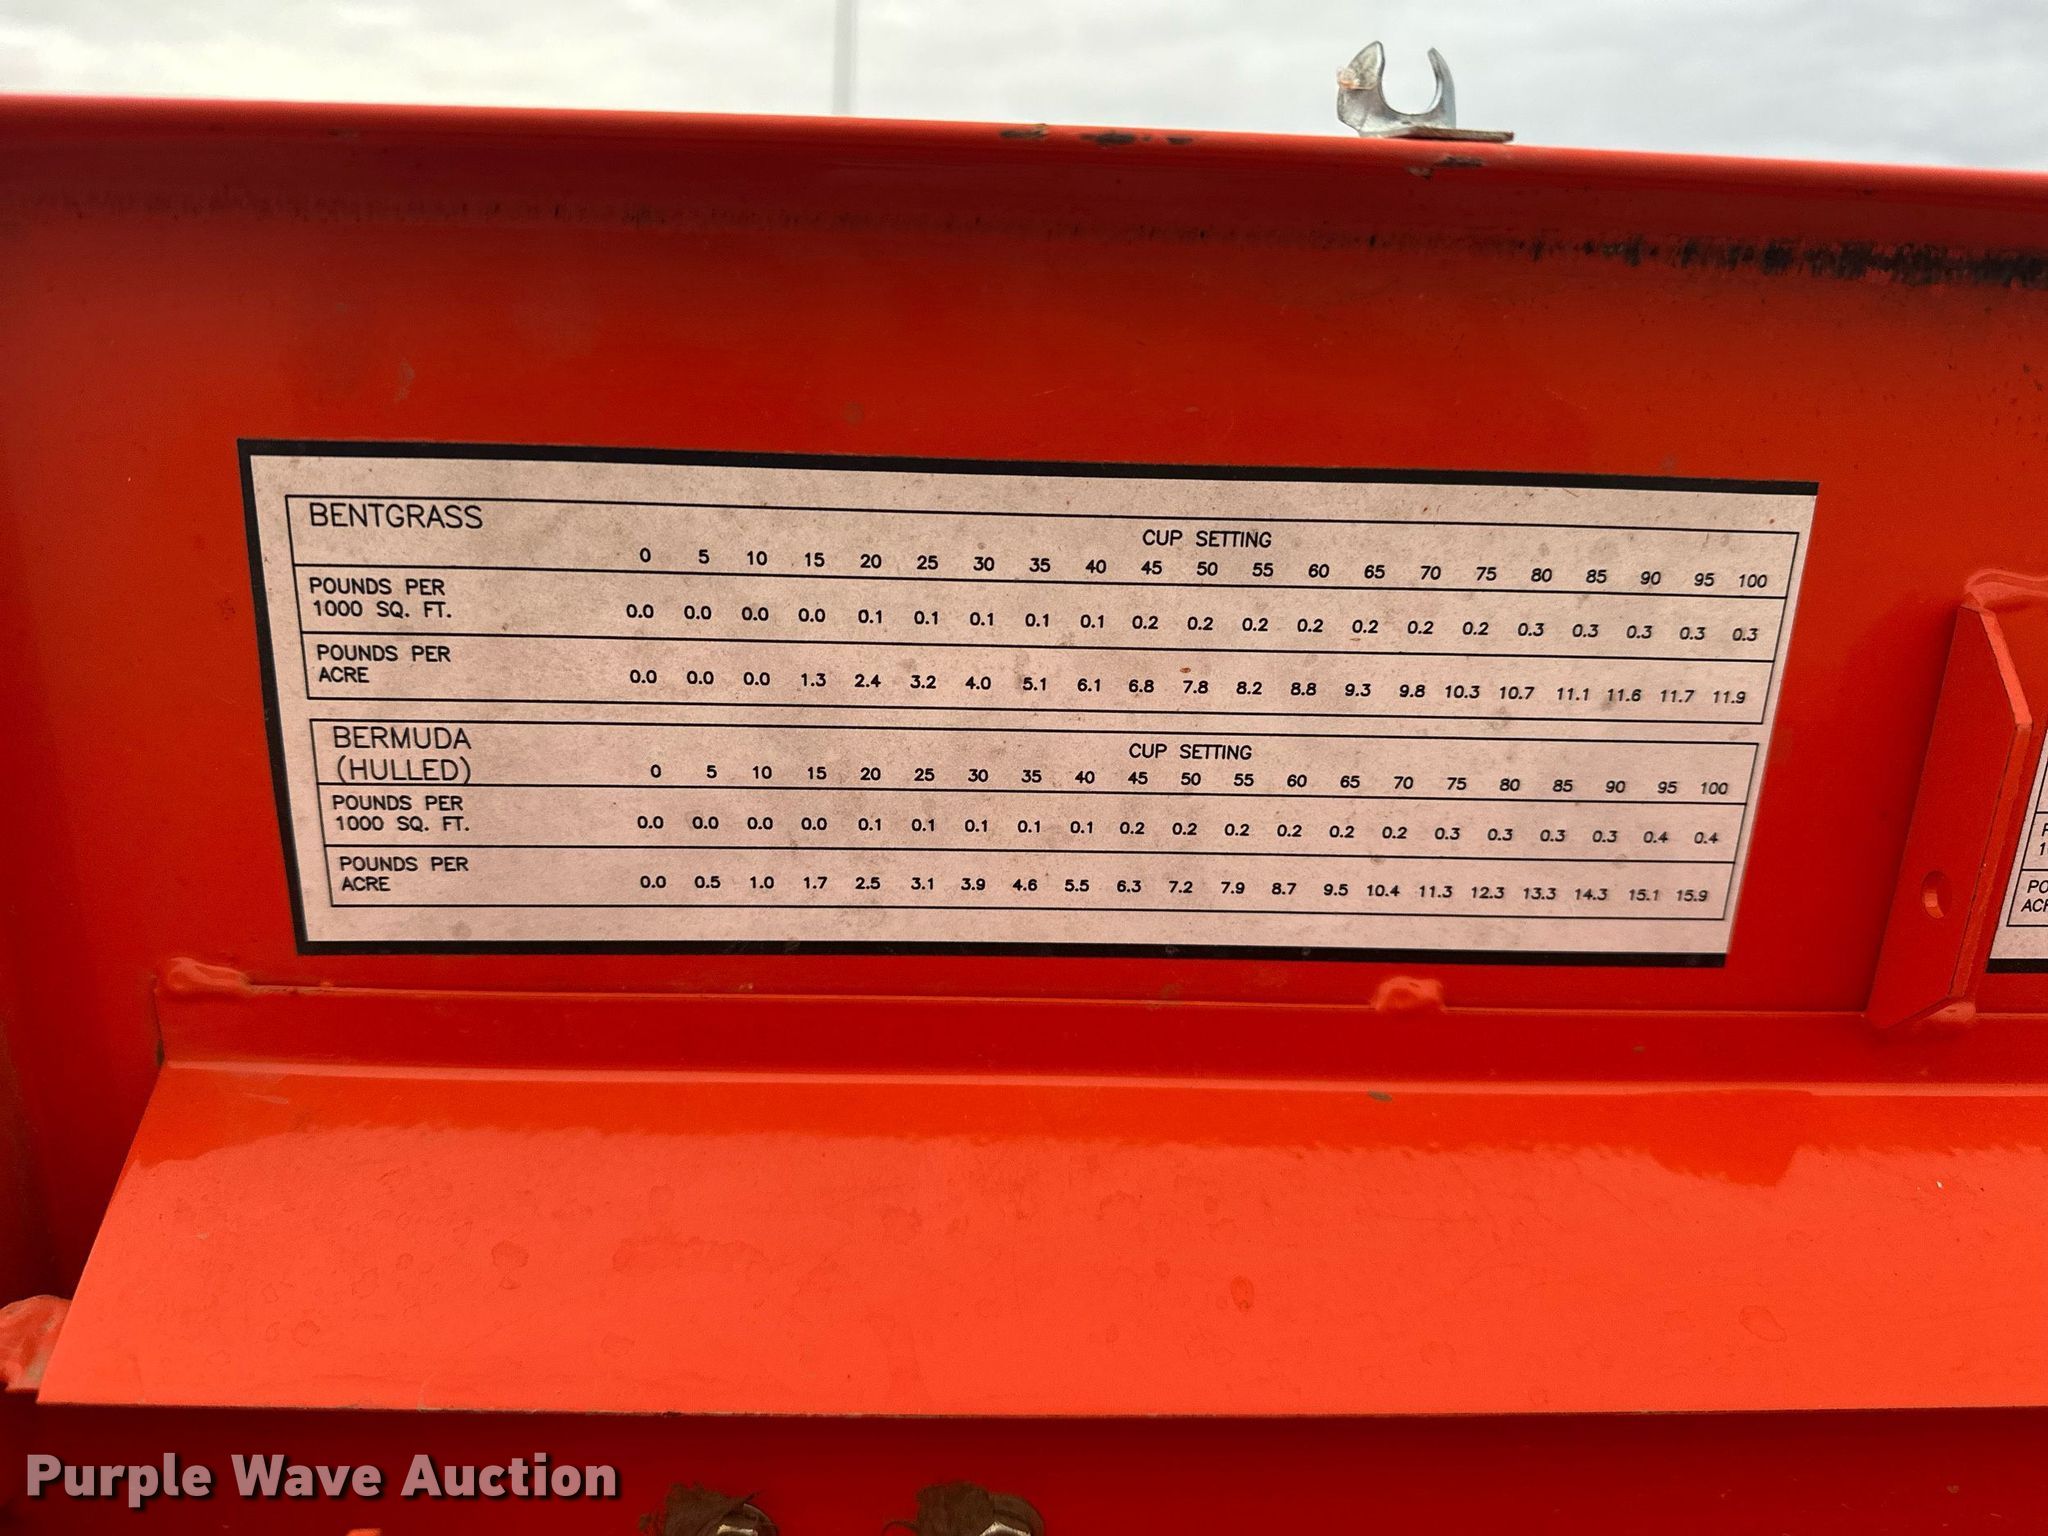 BENTGRASS
CUP SETTING
0 5 10 15 20 25 30 35 40 45 50 55 60 65 70 75 80 85 90 95 100
POUNDS PER
1000 SQ. FT.
0.0 0.0 0.0 0.0 0.1 0.1 0.1 0.1 0.1 0.2 0.2 0.2 0.2 0.2 0.2 0.2 0.3 0.3 0.3 0.3 0.3
POUNDS PER
ACRE
0.0 0.0 0.0 1.3 2.4 3.2 4.0 5.1 6.1 6.8 7.8 8.2 8.8 9.3 9.8 10.3 10.7 11.1 11.6 11.7 11.9
BERMUDA
(HULLED)
CUP SETTING
0 5 10 15 20 25 30 35 40 45 50 55 60 65 70 75 80 85 90 95 100
POUNDS PER
1000 SQ. FT.
0.0 0.0 0.0 0.0 0.1 0.1 0.1 0.1 0.1 0.2 0.2 0.2 0.2 0.2 0.2 0.3 0.3 0.3 0.3 0.4 0.4
POUNDS PER
ACRE
0.0 0.5 1.0 1.7 2.5 3.1 3.9 4.6 5.5 6.3 7.2 7.9 8.7 9.5 10.4 11.3 12.3 13.3 14.3 15.1 15.9
Purple Wave Auction